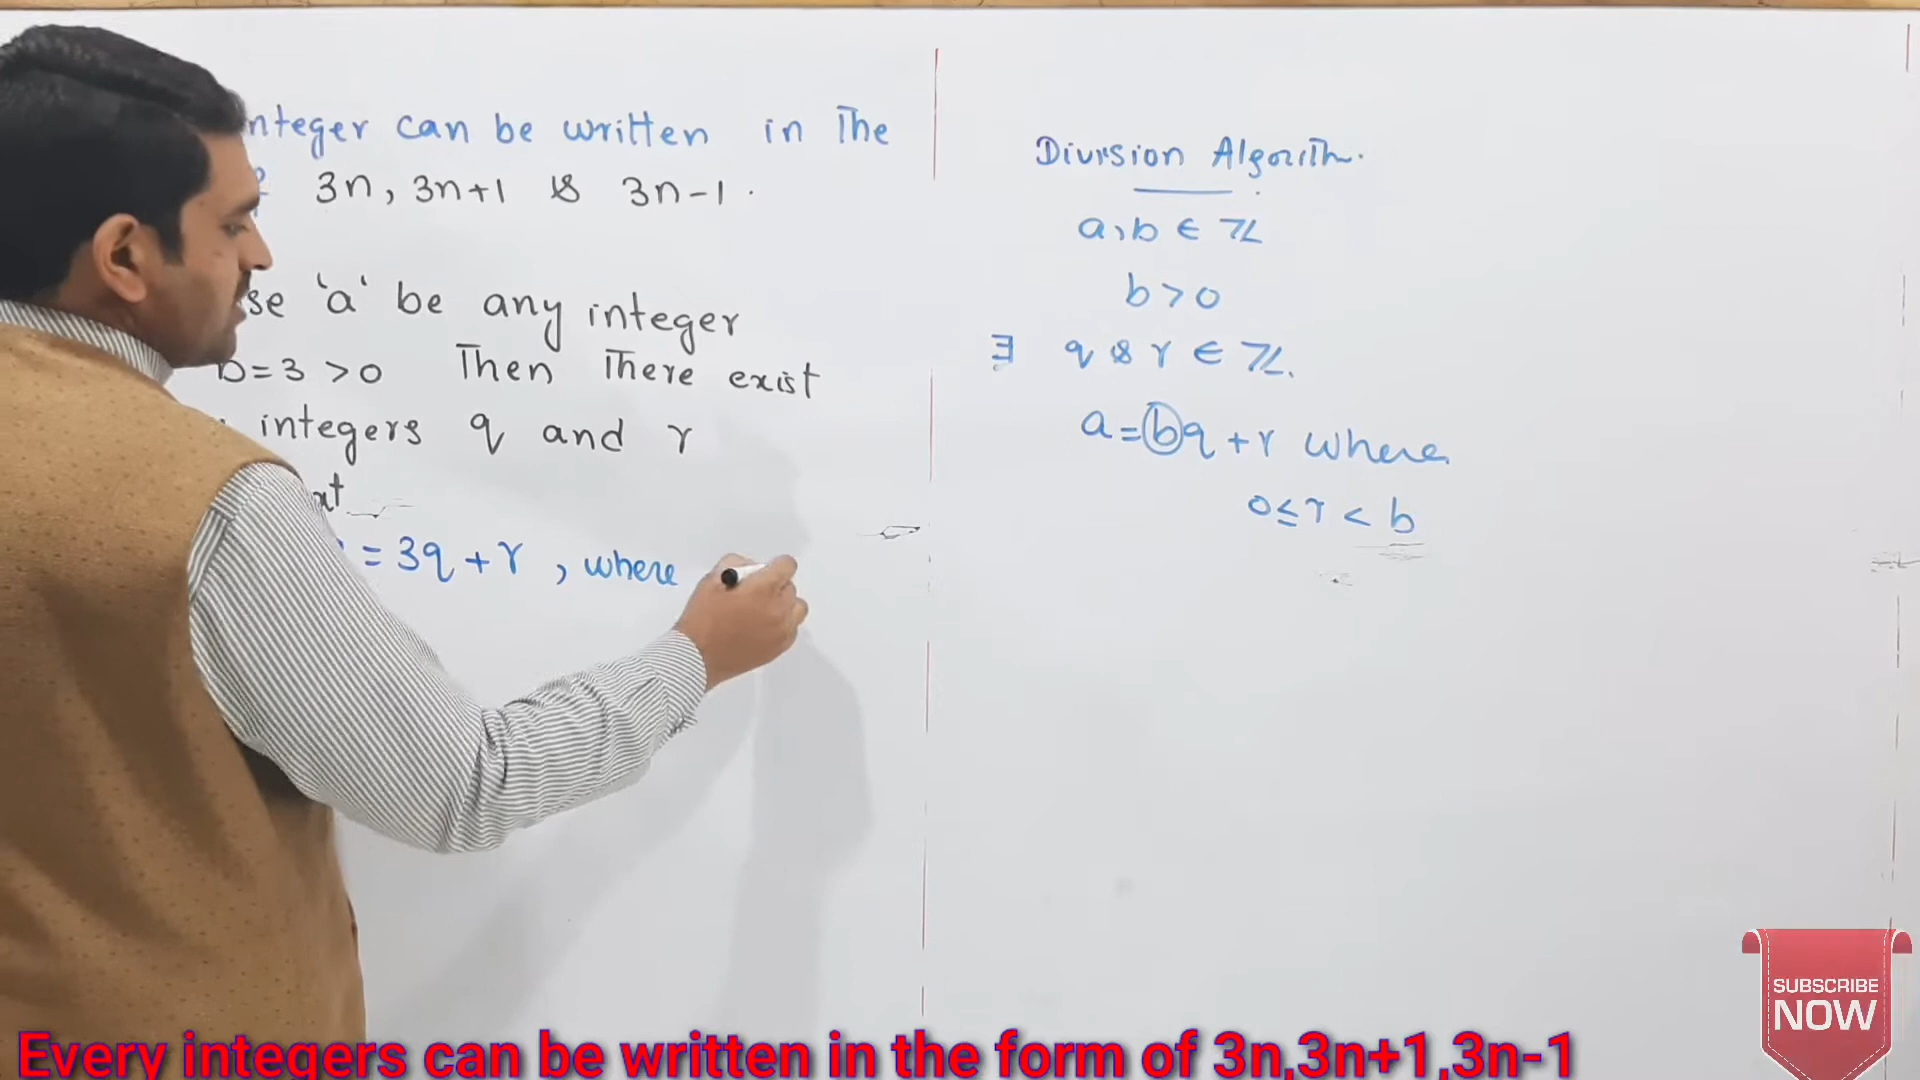 nteger can be written in The
3n, 3n+1 & 3n-1.
se 'a' be any integer
b=3 >0 Then There exist
integers q and r
at
= 3q+r, where
Division Algorith.
a, b ∈ ℤ
b > 0
∃ q & r ∈ ℤ.
a = bq + r where
0 ≤ r < b
SUBSCRIBE
NOW
Every integers can be written in the form of 3n,3n+1,3n-1